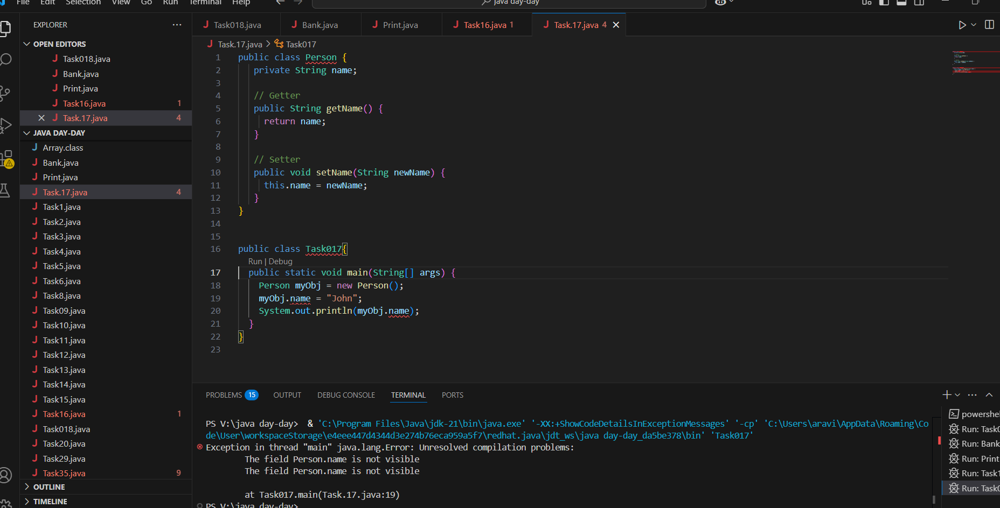 File Edit Selection View Go Run Terminal Help
java day-day
EXPLORER
OPEN EDITORS
Task018.java
Bank.java
Print.java
Task16.java 1
Task.17.java 4
JAVA DAY-DAY
Array.class
Bank.java
Print.java
Task.17.java 4
Task1.java
Task2.java
Task3.java
Task4.java
Task5.java
Task6.java
Task8.java
Task09.java
Task10.java
Task11.java
Task12.java
Task13.java
Task14.java
Task15.java
Task16.java 1
Task018.java
Task20.java
Task29.java
Task35.java 9
OUTLINE
TIMELINE
Task018.java Bank.java Print.java Task16.java 1 Task.17.java 4
Task.17.java > Task017
1 public class Person {
2 private String name;
3
4 // Getter
5 public String getName() {
6 return name;
7 }
8
9 // Setter
10 public void setName(String newName) {
11 this.name = newName;
12 }
13 }
14
15
16 public class Task017{
Run | Debug
17 public static void main(String[] args) {
18 Person myObj = new Person();
19 myObj.name = "John";
20 System.out.println(myObj.name);
21 }
22 }
23
PROBLEMS 15 OUTPUT DEBUG CONSOLE TERMINAL PORTS
PS V:\java day-day> & 'C:\Program Files\Java\jdk-21\bin\java.exe' '-XX:+ShowCodeDetailsInExceptionMessages' '-cp' 'C:\Users\aravi\AppData\Roaming\Co
de\User\workspaceStorage\e4eee447d4344d3e274b76eca959a5f7\redhat.java\jdt_ws\java day-day_da5be378\bin' 'Task017'
Exception in thread "main" java.lang.Error: Unresolved compilation problems:
The field Person.name is not visible
The field Person.name is not visible
at Task017.main(Task.17.java:19)
PS V:\java day-day>
powershel
Run: Task0
Run: Bank
Run: Print
Run: Task1
Run: Task0